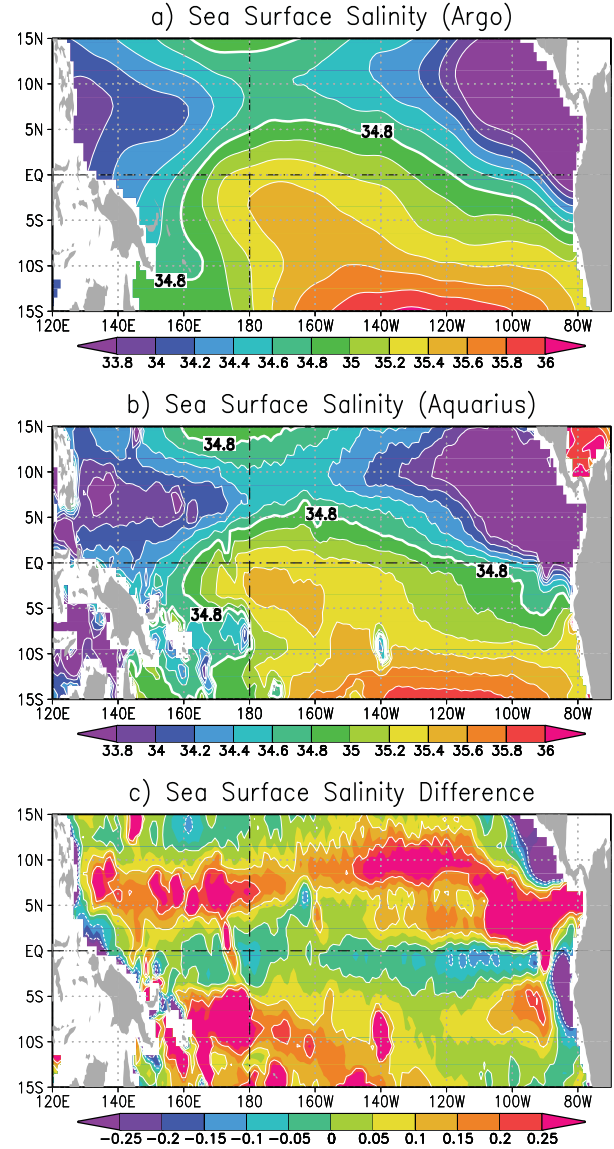 a) Sea Surface Salinity (Argo)
15N
10N
5N
EQ
5S
10S
15S
34.8
34.8
120E 140E 160E 180 160W 140W 120W 100W 80W
33.8 34 34.2 34.4 34.6 34.8 35 35.2 35.4 35.6 35.8 36
b) Sea Surface Salinity (Aquarius)
15N
34.8
10N
5N
34.8
EQ
34.8
5S
34.8
10S
15S
120E 140E 160E 180 160W 140W 120W 100W 80W
33.8 34 34.2 34.4 34.6 34.8 35 35.2 35.4 35.6 35.8 36
c) Sea Surface Salinity Difference
15N
10N
5N
EQ
5S
10S
15S
120E 140E 160E 180 160W 140W 120W 100W 80W
−0.25 −0.2 −0.15 −0.1 −0.05 0 0.05 0.1 0.15 0.2 0.25